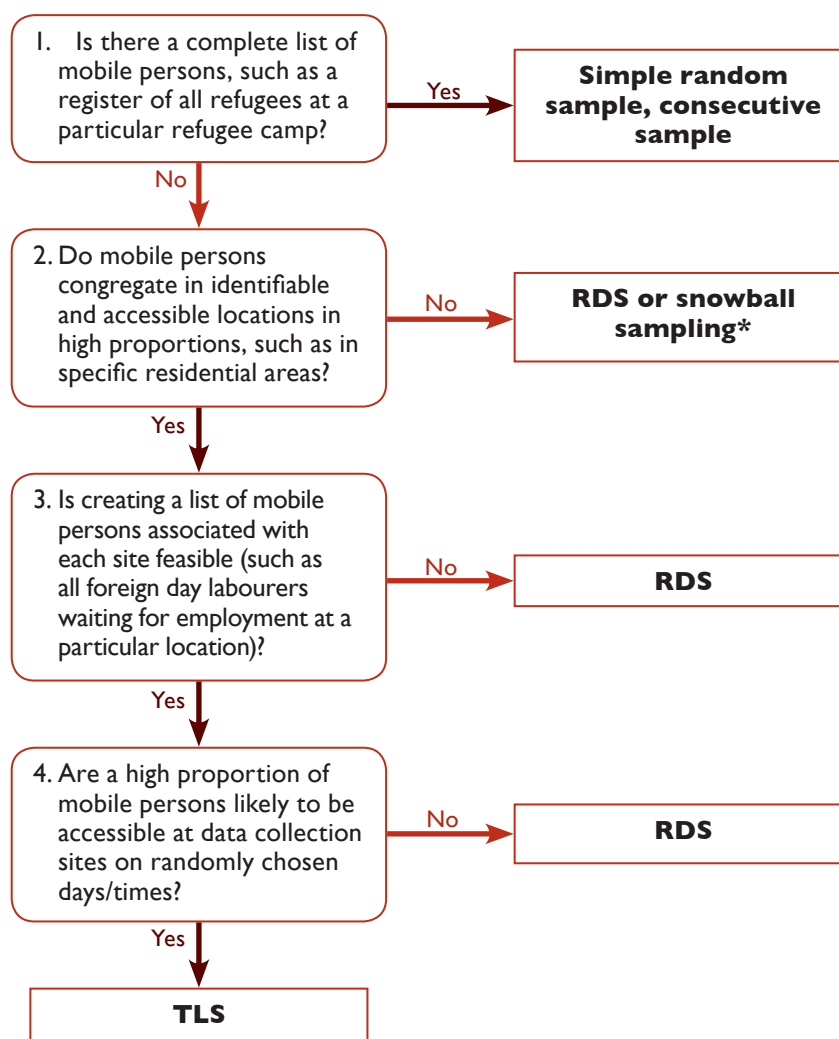 1. Is there a complete list of
mobile persons, such as a
register of all refugees at a
particular refugee camp?
Yes
Simple random
sample, consecutive
sample
No
2. Do mobile persons
congregate in identifiable
and accessible locations in
high proportions, such as in
specific residential areas?
No
RDS or snowball
sampling*
Yes
3. Is creating a list of mobile
persons associated with
each site feasible (such as
all foreign day labourers
waiting for employment at a
particular location)?
No
RDS
Yes
4. Are a high proportion of
mobile persons likely to be
accessible at data collection
sites on randomly chosen
days/times?
No
RDS
Yes
TLS